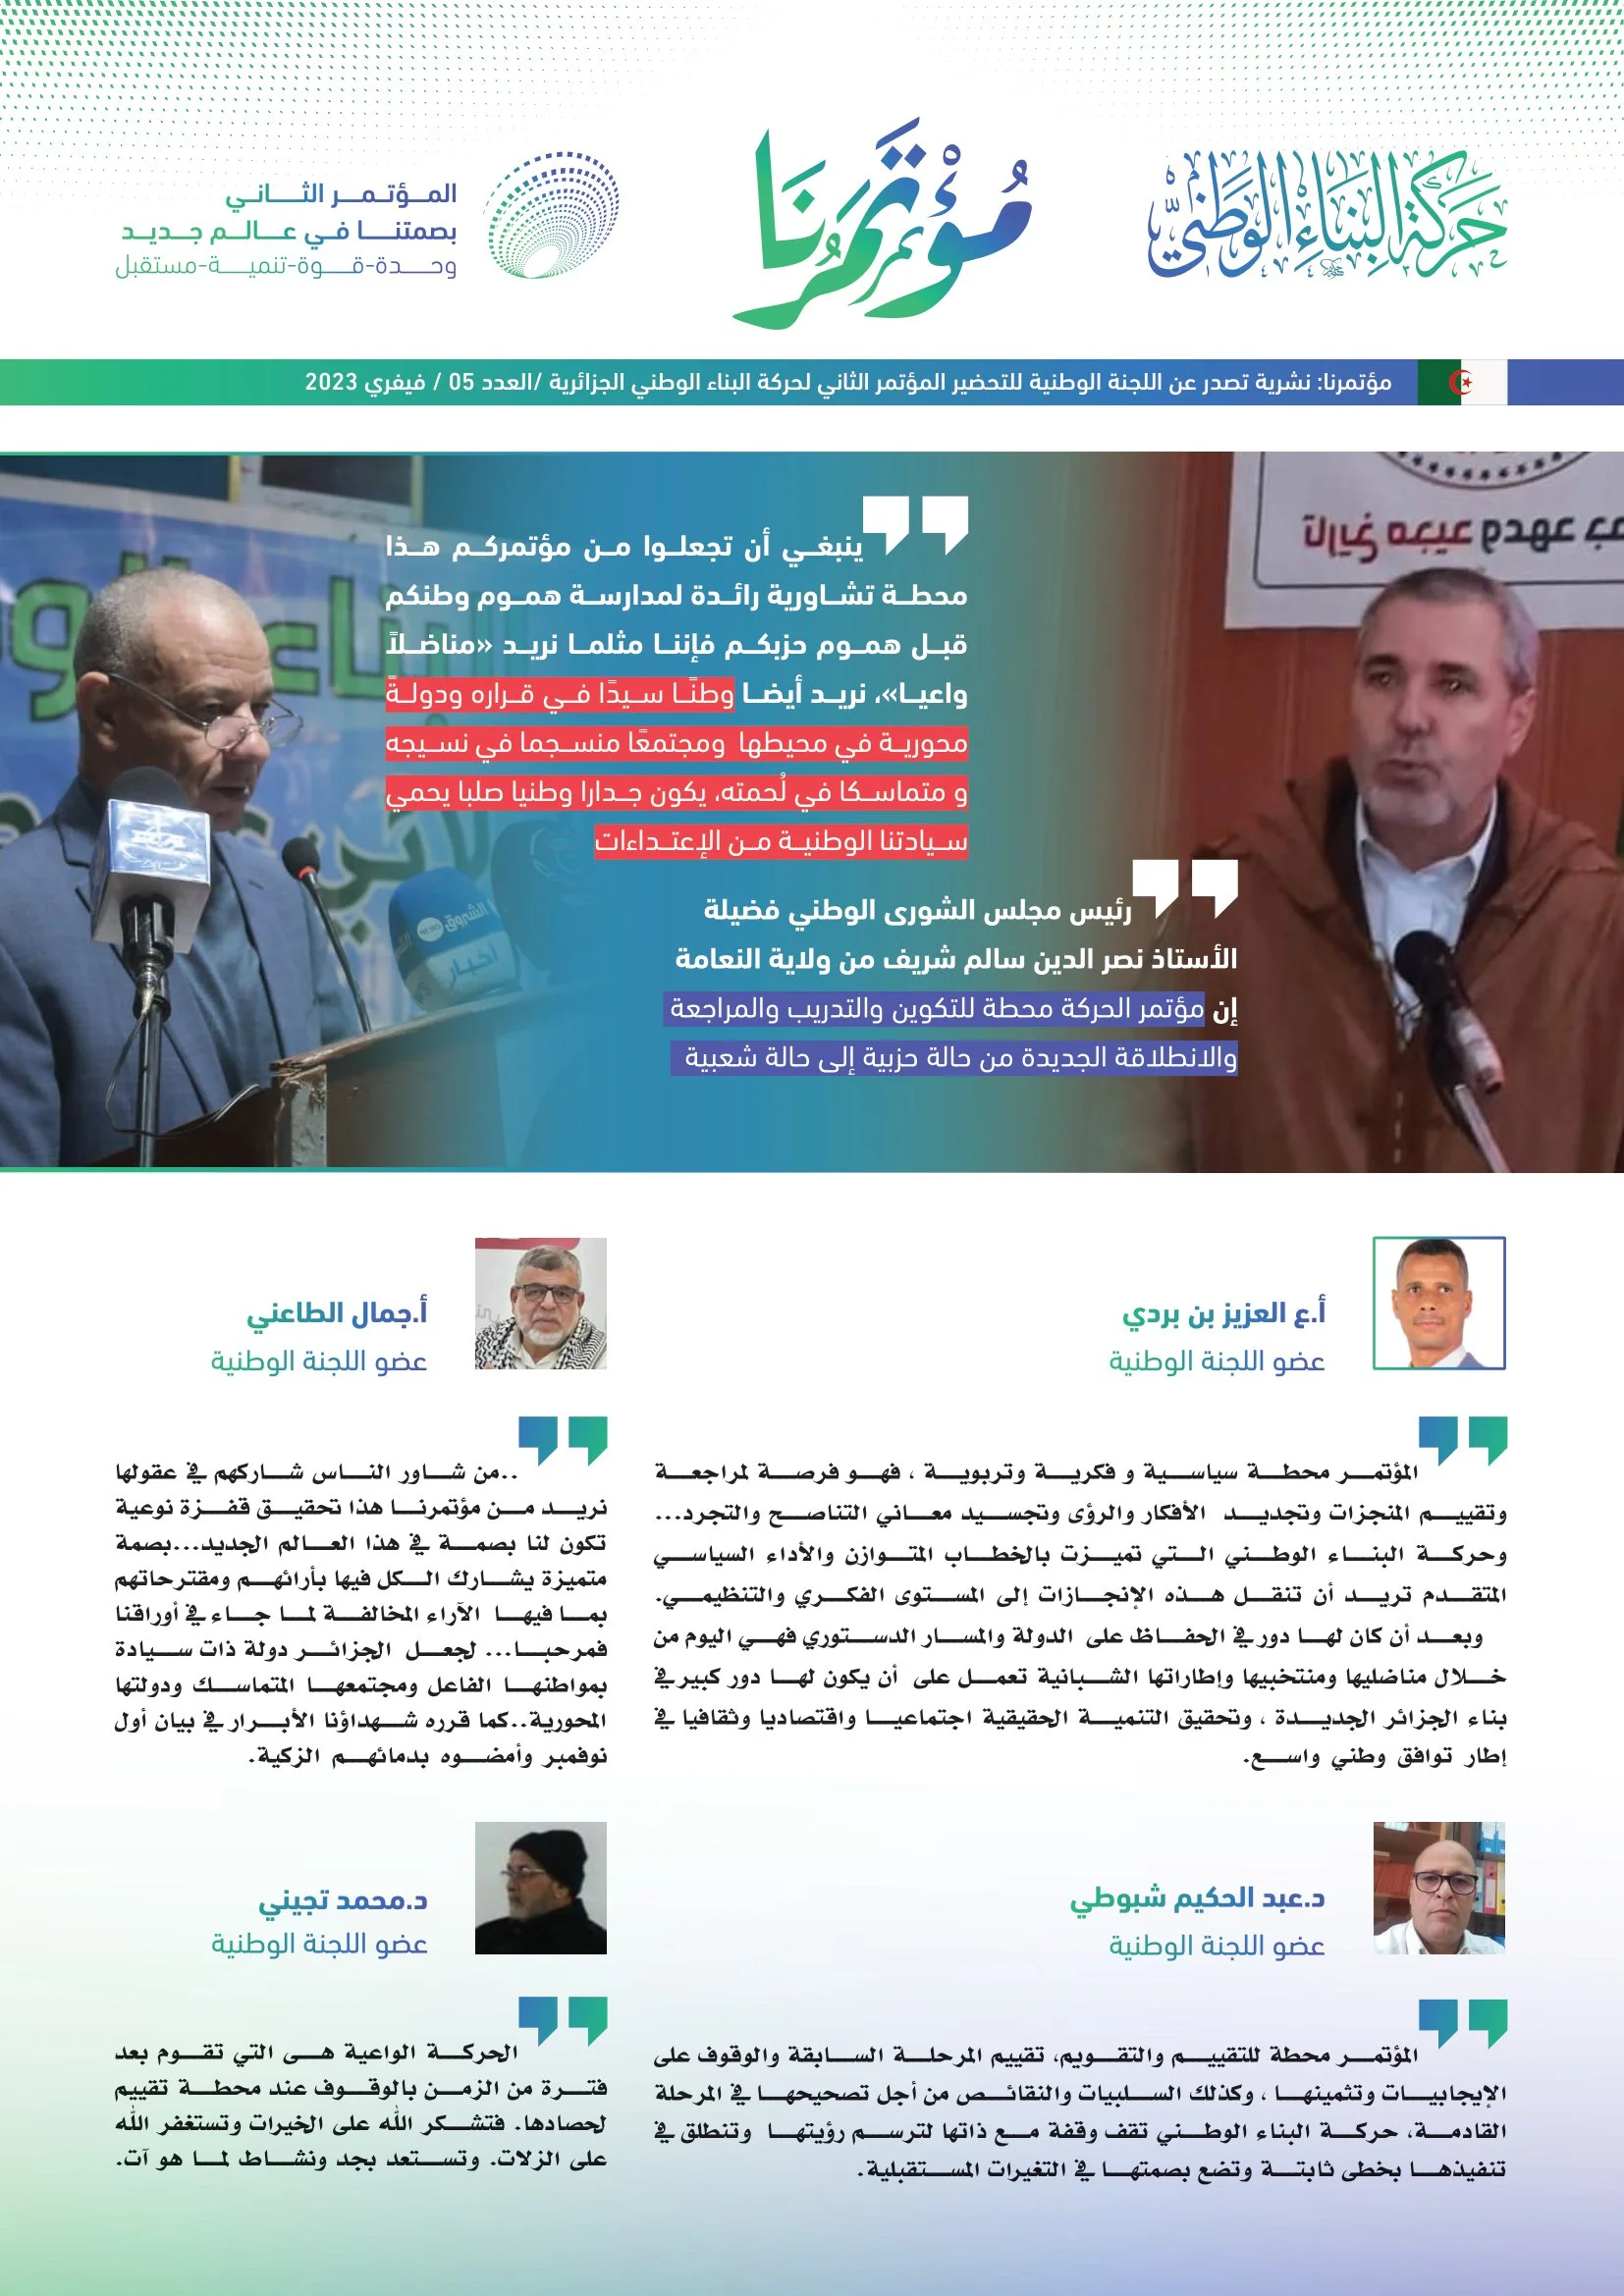 حَرَكَة البِنَاءِ الوَطَنِيّ
مُؤْتَمَرُنَا
المؤتمر الثاني
بصمتنا في عالم جديد
وحدة-قوة-تنمية-مستقبل
مؤتمرنا: نشرية تصدر عن اللجنة الوطنية للتحضير المؤتمر الثاني لحركة البناء الوطني الجزائرية /العدد 05 / فيفري 2023
ينبغي أن تجعلوا من مؤتمركم هذا
محطة تشاورية رائدة لمدارسة هموم وطنكم
قبل هموم حزبكم فإننا مثلما نريد «مناضلاً
واعيا»، نريد أيضا وطنًا سيدًا في قراره ودولةً
محورية في محيطها ومجتمعًا منسجما في نسيجه
و متماسكا في لُحمته، يكون جدارا وطنيا صلبا يحمي
سيادتنا الوطنية من الإعتداءات
رئيس مجلس الشورى الوطني فضيلة
الأستاذ نصر الدين سالم شريف من ولاية النعامة
إن مؤتمر الحركة محطة للتكوين والتدريب والمراجعة
والانطلاقة الجديدة من حالة حزبية إلى حالة شعبية
الشروق
NEWS
أخبار
أ.ع العزيز بن بردي
عضو اللجنة الوطنية
المؤتمر محطة سياسية و فكرية وتربوية ، فهو فرصة لمراجعة
وتقييم المنجزات وتجديد الأفكار والرؤى وتجسيد معاني التناصح والتجرد...
وحركة البناء الوطني التي تميزت بالخطاب المتوازن والأداء السياسي
المتقدم تريد أن تنقل هذه الإنجازات إلى المستوى الفكري والتنظيمي.
وبعد أن كان لها دور في الحفاظ على الدولة والمسار الدستوري فهي اليوم من
خلال مناضليها ومنتخبيها وإطاراتها الشبانية تعمل على أن يكون لها دور كبير في
بناء الجزائر الجديدة ، وتحقيق التنمية الحقيقية اجتماعيا واقتصاديا وثقافيا في
إطار توافق وطني واسع.
أ.جمال الطاعني
عضو اللجنة الوطنية
..من شاور الناس شاركهم في عقولها
نريد من مؤتمرنا هذا تحقيق قفزة نوعية
تكون لنا بصمة في هذا العالم الجديد...بصمة
متميزة يشارك الكل فيها بأرائهم ومقترحاتهم
بما فيها الآراء المخالفة لما جاء في أوراقنا
فمرحبا... لجعل الجزائر دولة ذات سيادة
بمواطنها الفاعل ومجتمعها المتماسك ودولتها
المحورية..كما قرره شهداؤنا الأبرار في بيان أول
نوفمبر وأمضوه بدمائهم الزكية.
د.عبد الحكيم شبوطي
عضو اللجنة الوطنية
المؤتمر محطة للتقييم والتقويم، تقييم المرحلة السابقة والوقوف على
الإيجابيات وتثمينها ، وكذلك السلبيات والنقائص من أجل تصحيحها في المرحلة
القادمة، حركة البناء الوطني تقف وقفة مع ذاتها لترسم رؤيتها وتنطلق في
تنفيذها بخطى ثابتة وتضع بصمتها في التغيرات المستقبلية.
د.محمد تجيني
عضو اللجنة الوطنية
الحركة الواعية هى التي تقوم بعد
فترة من الزمن بالوقوف عند محطة تقييم
لحصادها. فتشكر الله على الخيرات وتستغفر الله
على الزلات. وتستعد بجد ونشاط لما هو آت.